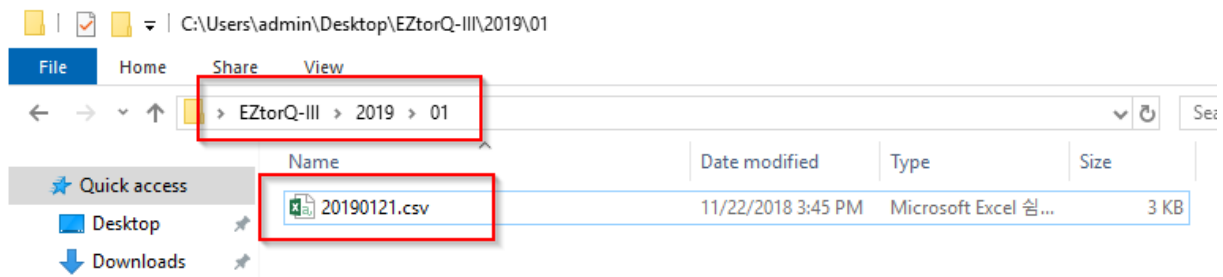 C:\Users\admin\Desktop\EZtorQ-III\2019\01
File Home Share View
EZtorQ-III > 2019 > 01
Name Date modified Type Size
Quick access
20190121.csv 11/22/2018 3:45 PM Microsoft Excel 쉼... 3 KB
Desktop
Downloads